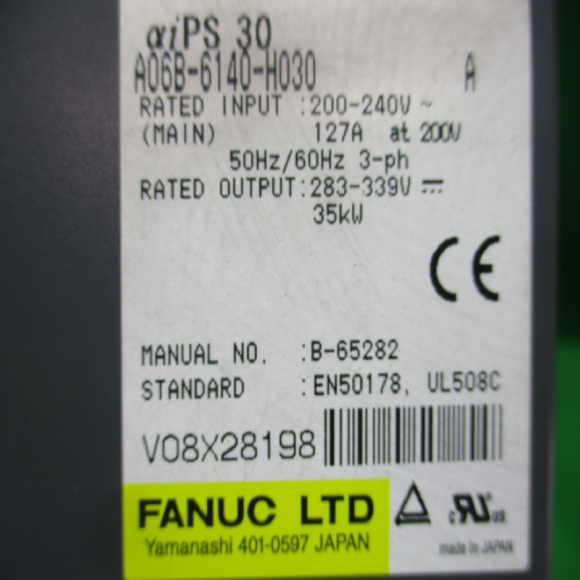 αiPS 30
A06B-6140-H030 A
RATED INPUT :200-240V ~
(MAIN) 127A at 200V
50Hz/60Hz 3-ph
RATED OUTPUT:283-339V ⎓
35kW
CE
MANUAL NO. :B-65282
STANDARD :EN50178, UL508C
V08X28198
FANUC LTD
Yamanashi 401-0597 JAPAN
c RU us
made in JAPAN